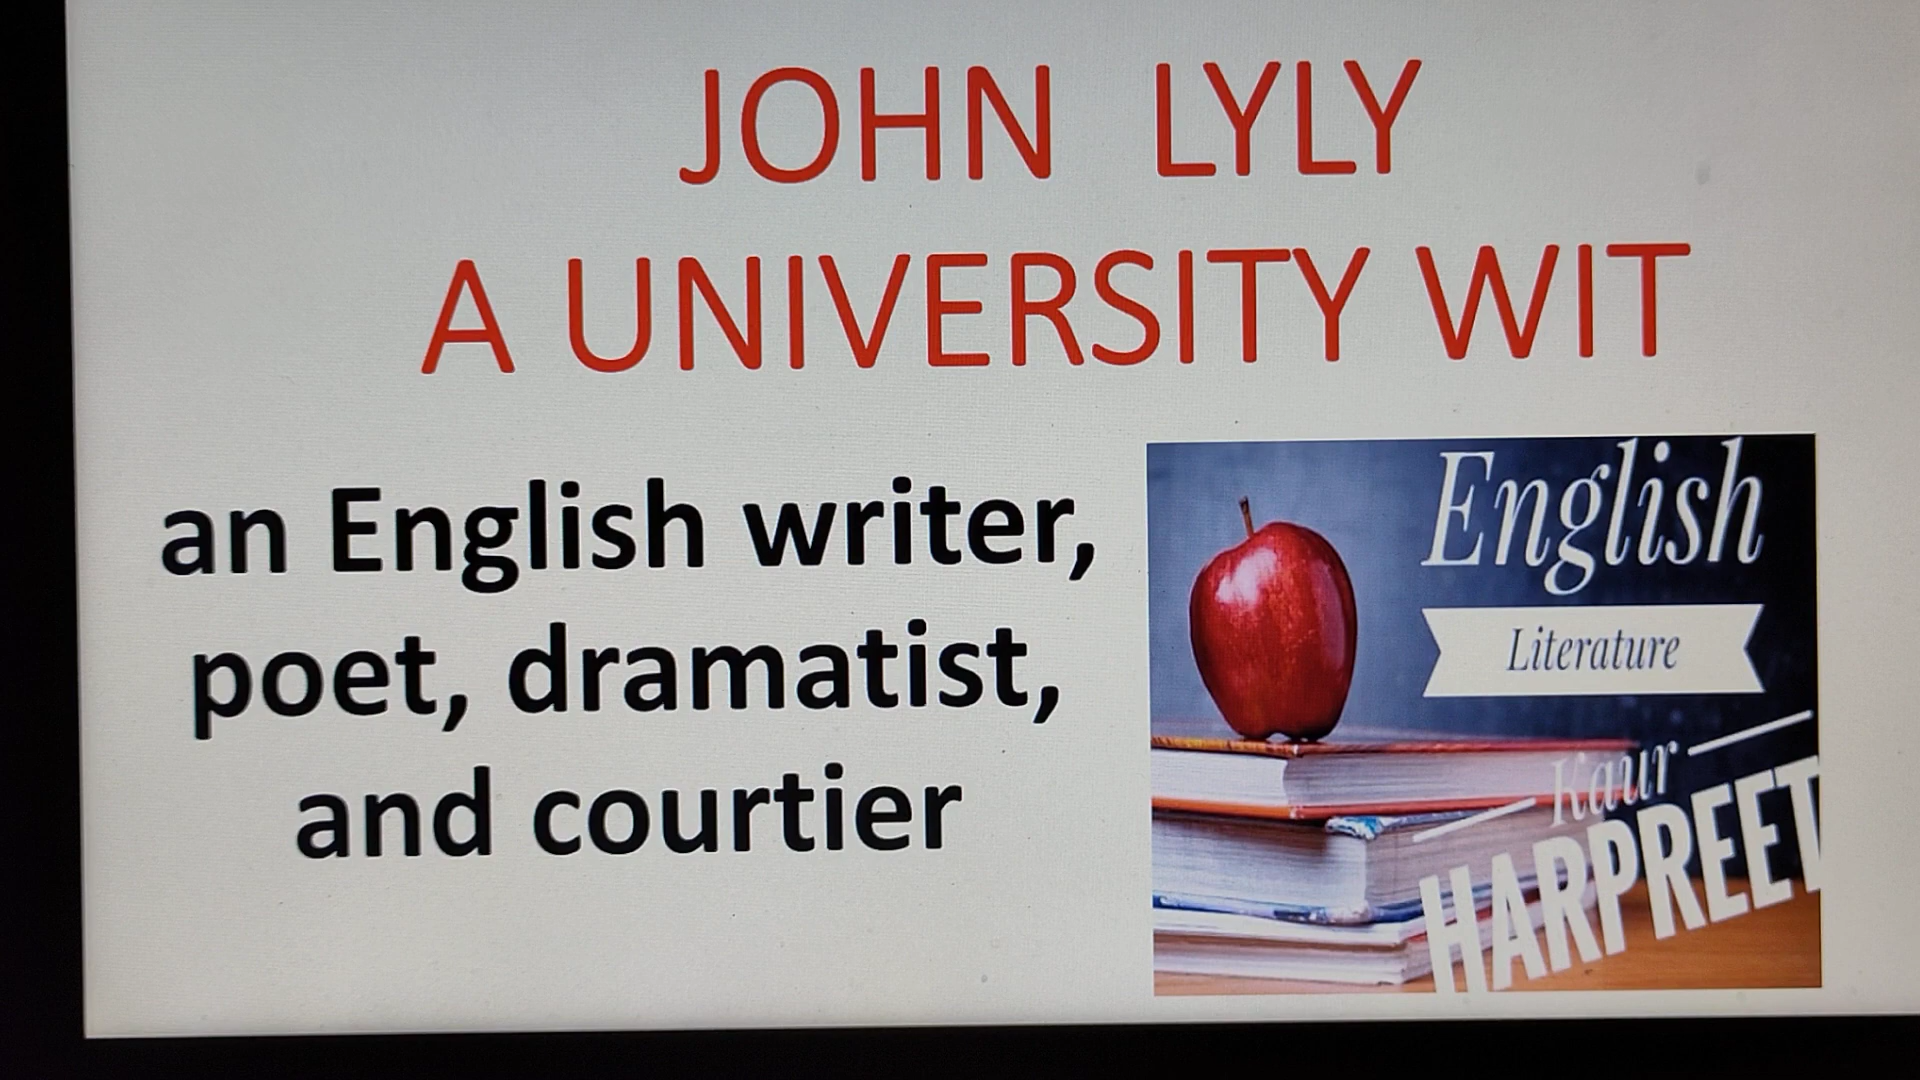 JOHN LYLY
A UNIVERSITY WIT
an English writer,
poet, dramatist,
and courtier
English
Literature
Kaur
HARPREET